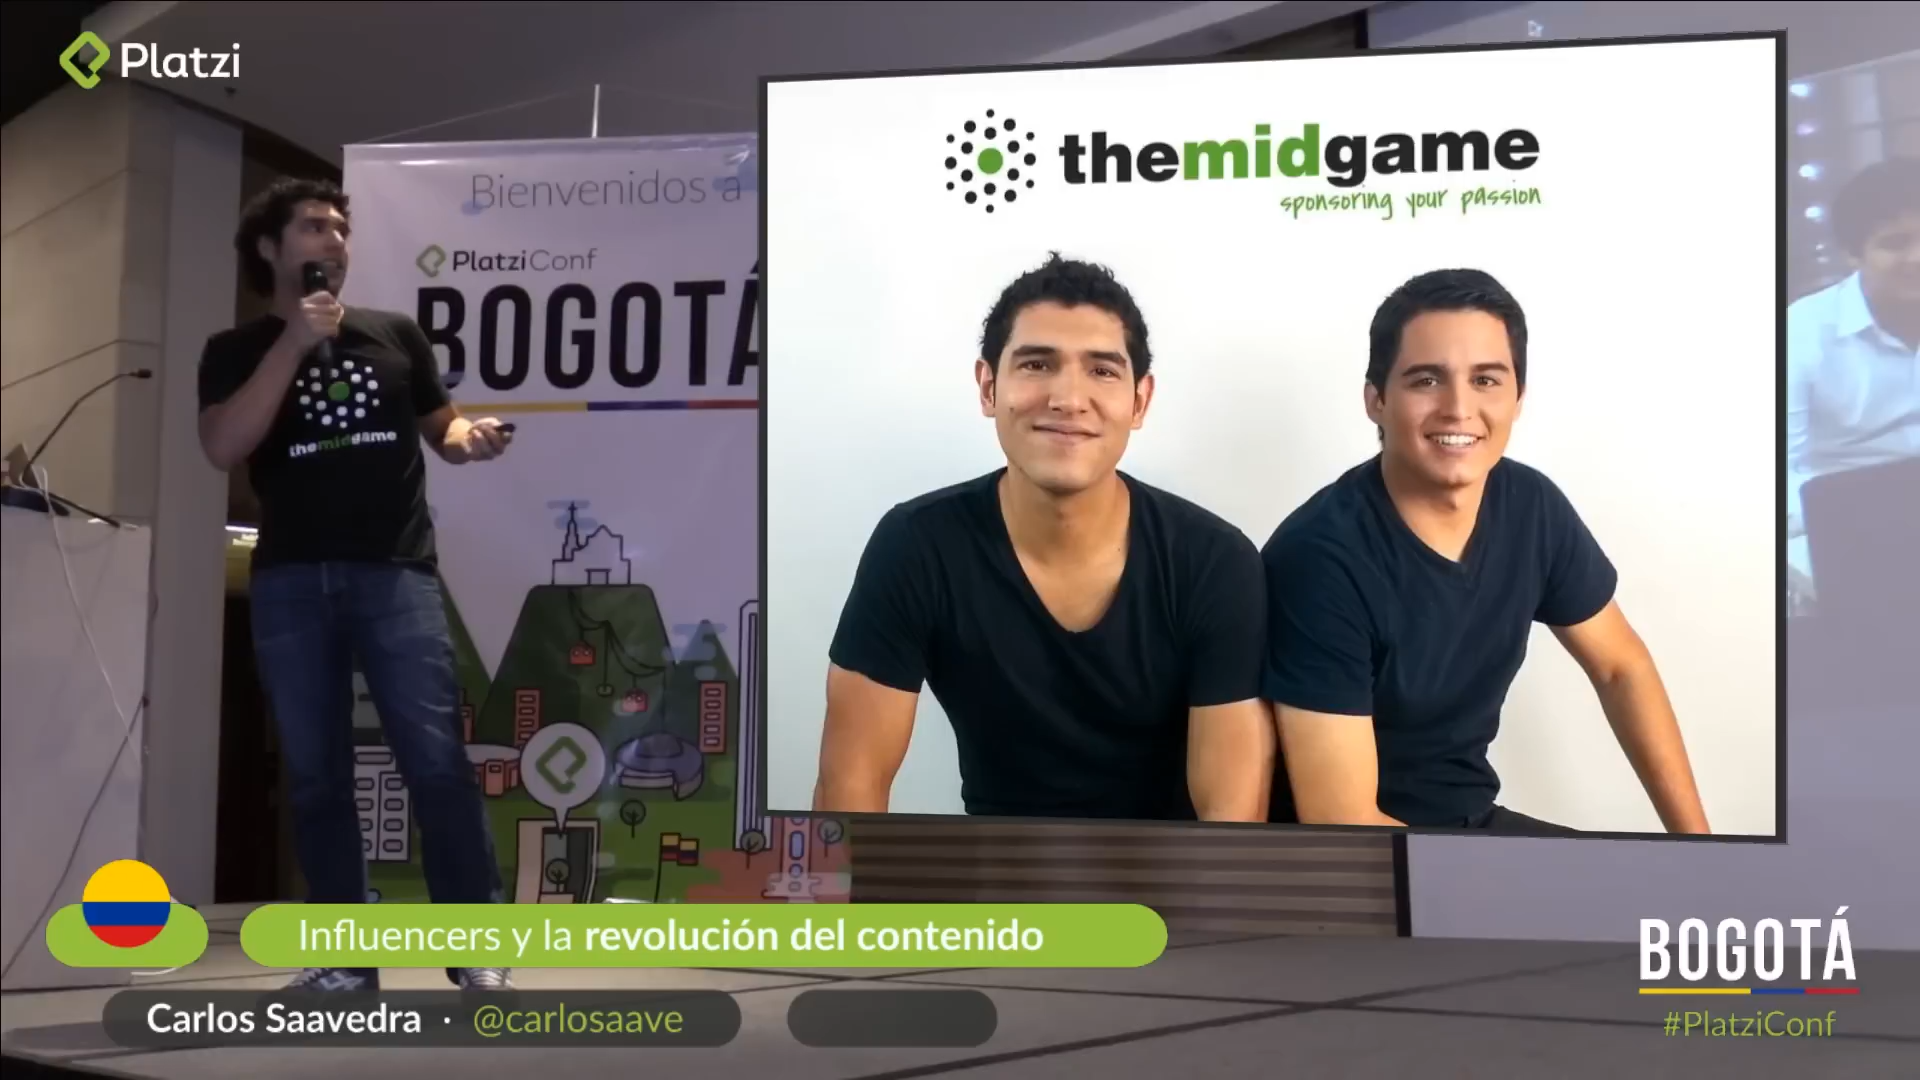 Platzi
Bienvenidos a
PlatziConf
BOGOTÁ
themidgame
themidgame
sponsoring your passion
Influencers y la revolución del contenido
Carlos Saavedra · @carlosaave
BOGOTÁ
#PlatziConf